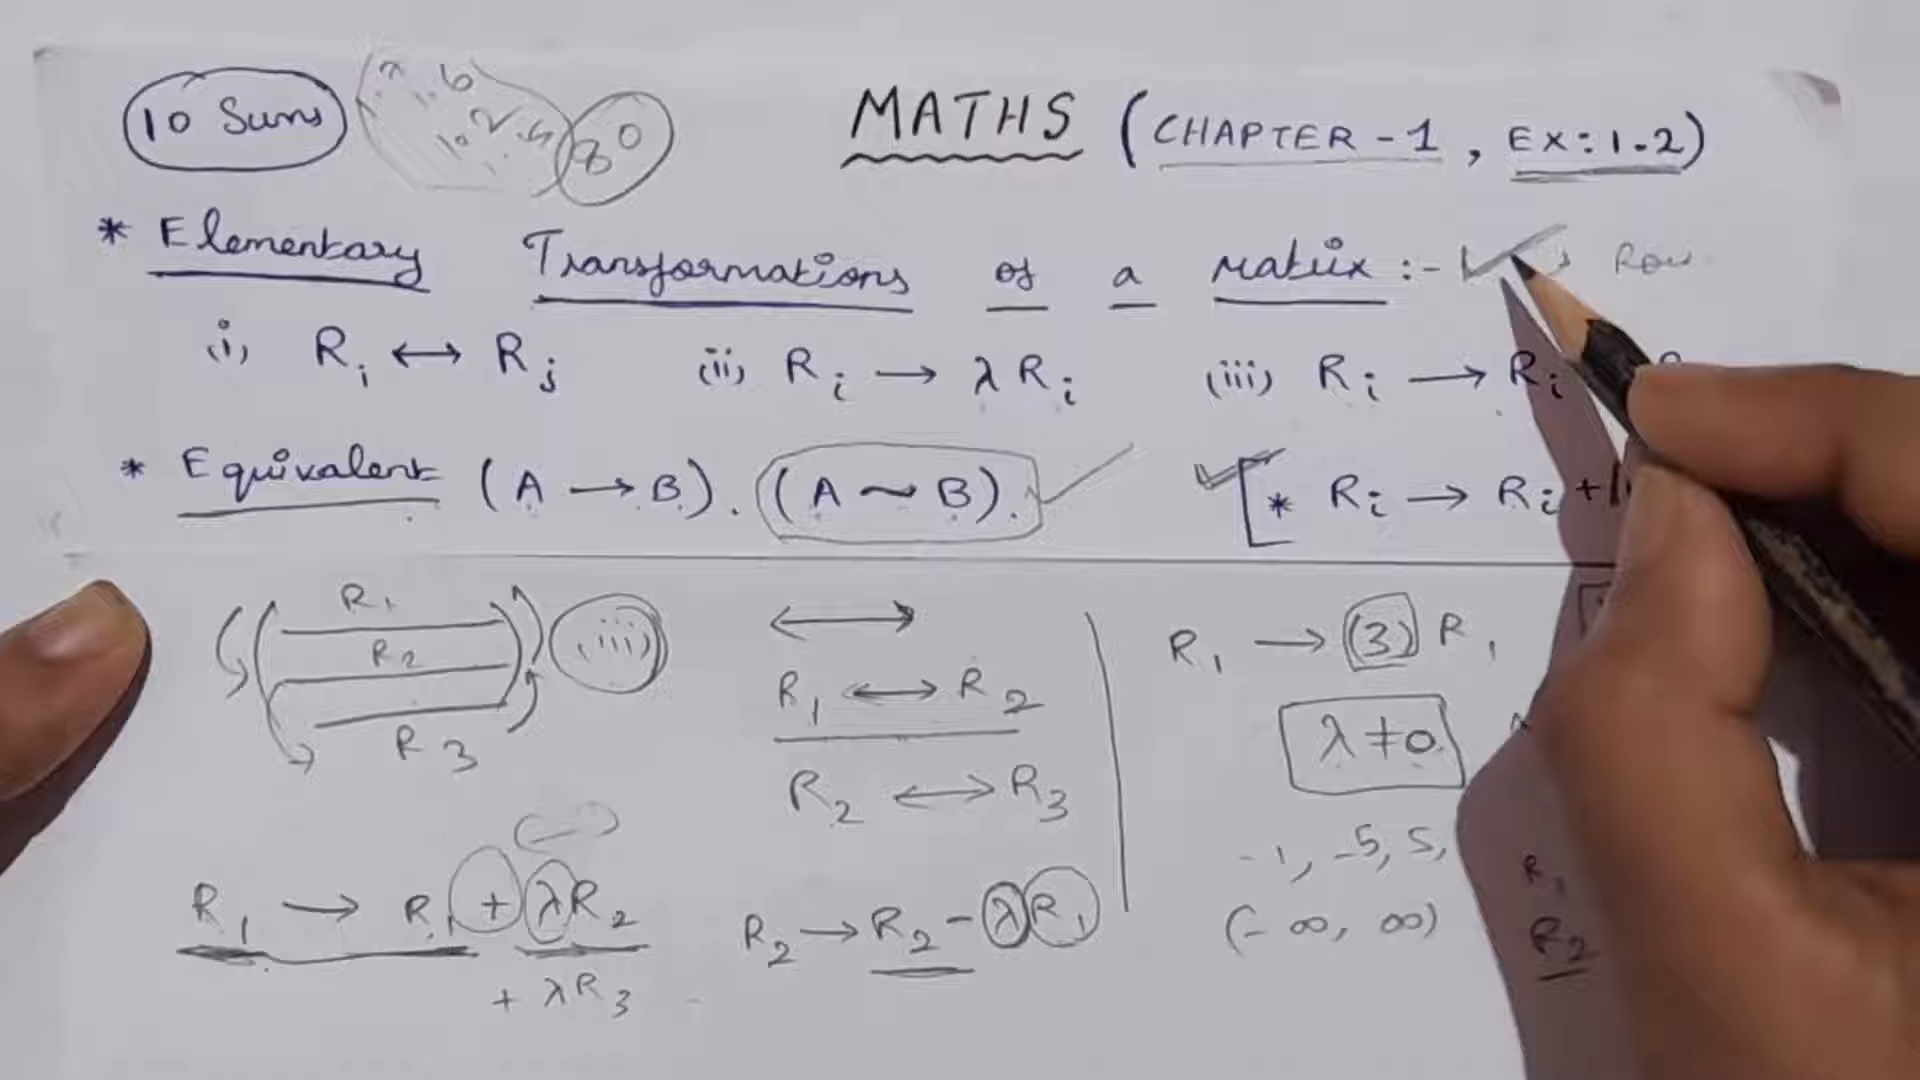 10 Sums 80 MATHS (CHAPTER - 1, EX: 1.2)
* Elementary Transformations of a matrix :- Row
(i) Rᵢ ↔ Rⱼ (ii) Rᵢ → λRᵢ (iii) Rᵢ → Rᵢ
* Equivalent (A → B). (A ~ B). [* Rᵢ → Rᵢ +
R₁
R₂
R₃
(iii)
↔
R₁ ↔ R₂
R₂ ↔ R₃
R₁ → (3) R₁
λ ≠ 0
-1, -5, 5,
(-∞, ∞)
R₁ → R₁ + λR₂
+ λR₃
R₂ → R₂ - λR₁
R₁
R₂